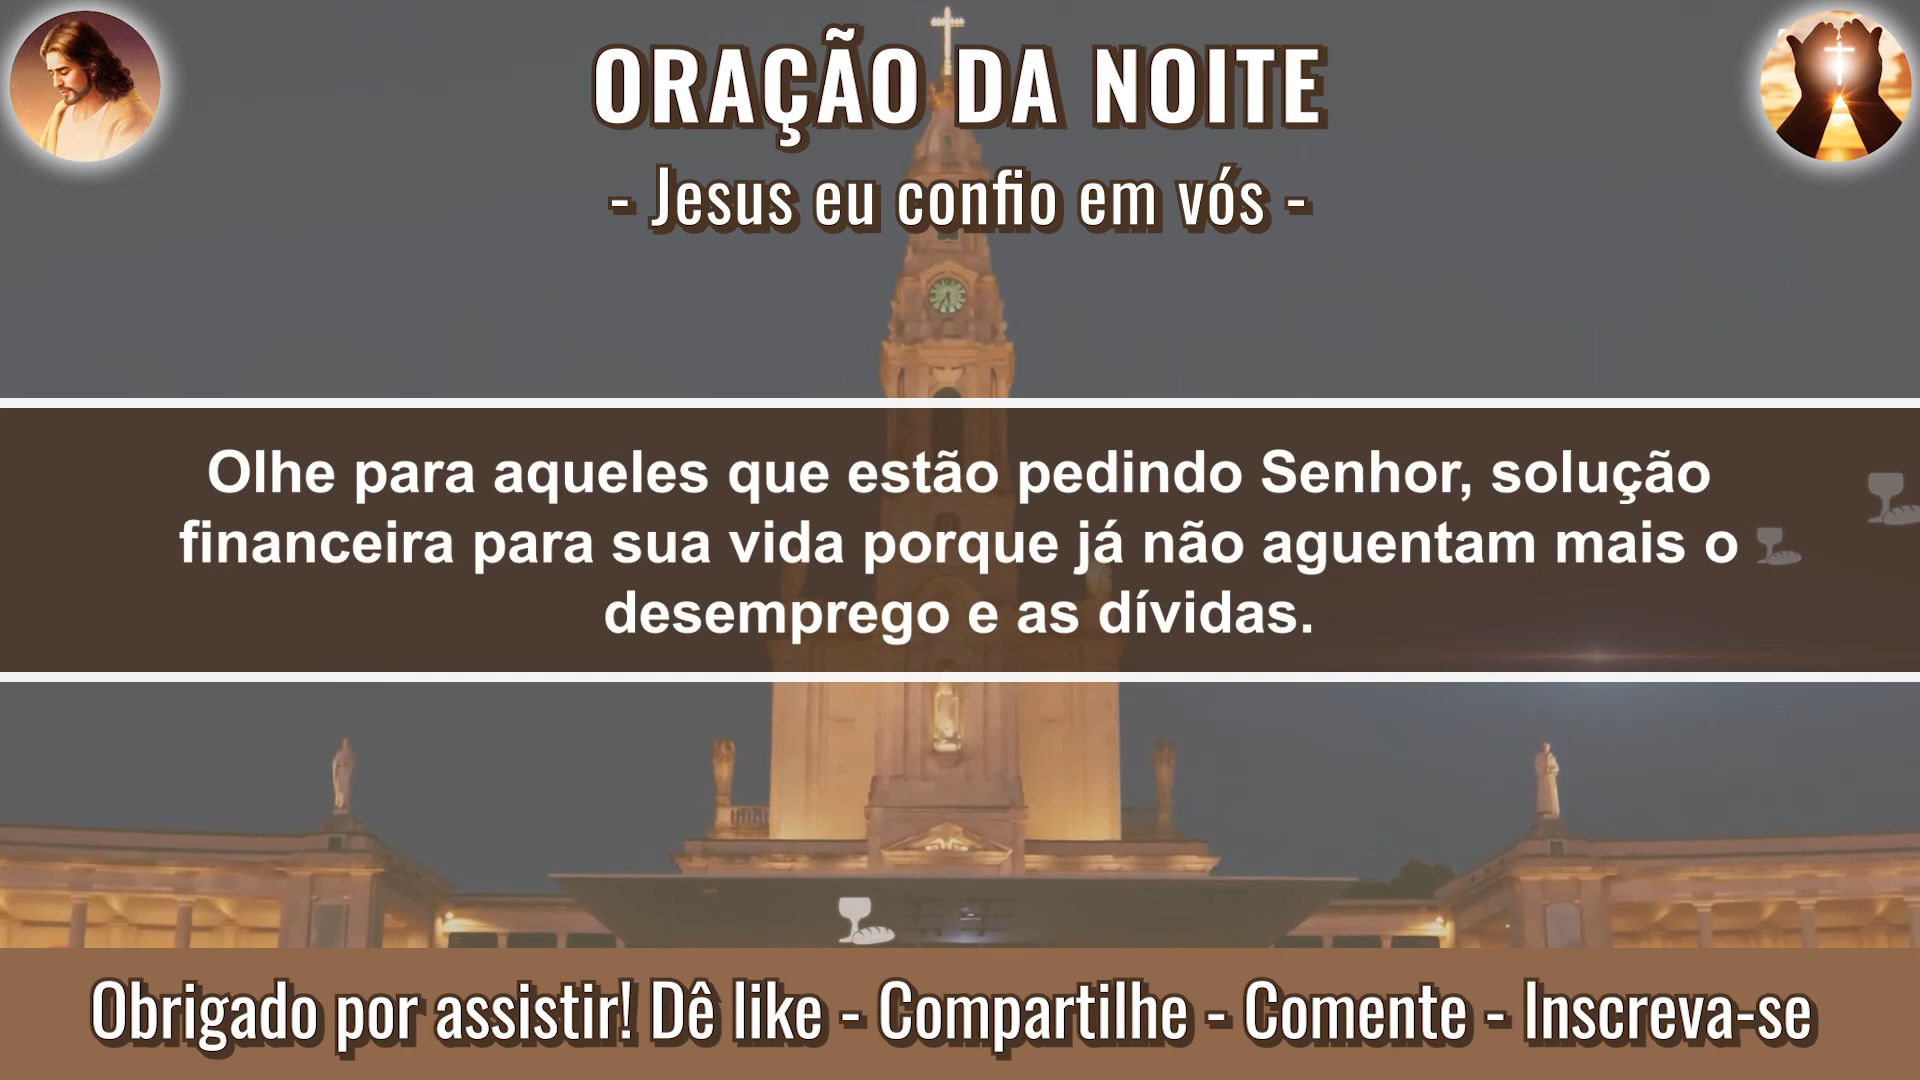 ORAÇÃO DA NOITE
- Jesus eu confio em vós -
Olhe para aqueles que estão pedindo Senhor, solução
financeira para sua vida porque já não aguentam mais o
desemprego e as dívidas.
Obrigado por assistir! Dê like - Compartilhe - Comente - Inscreva-se